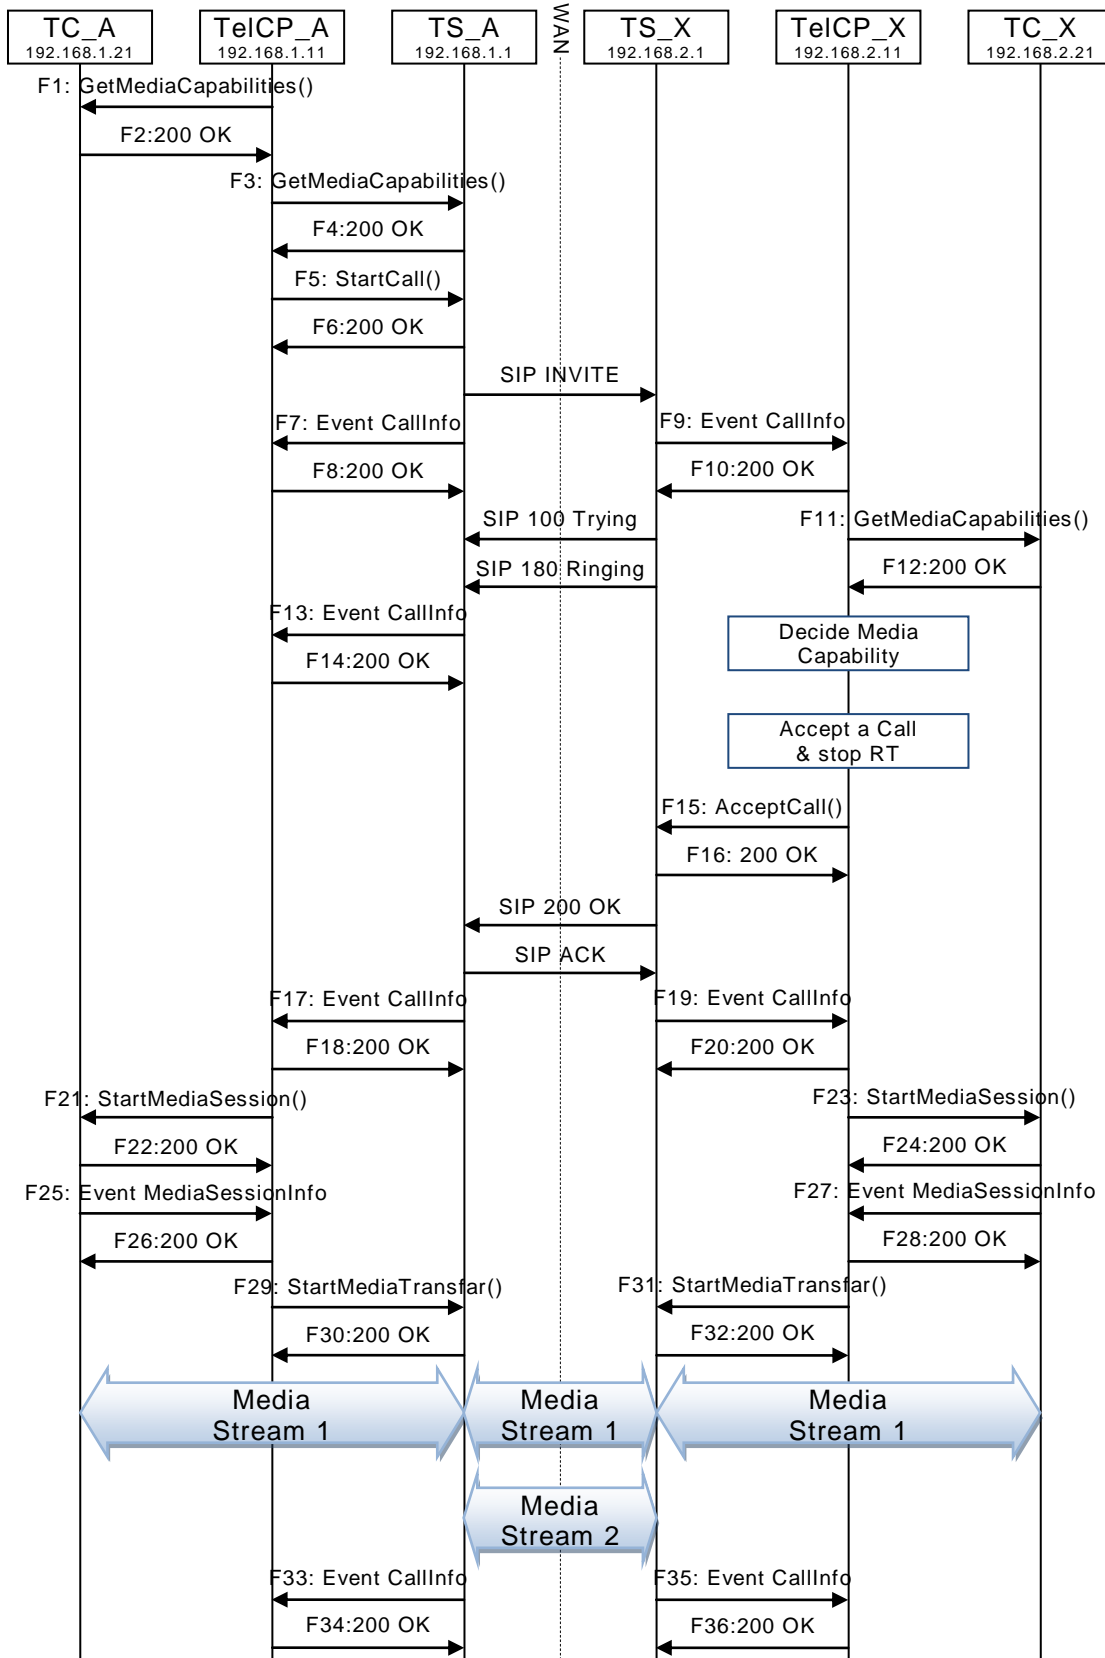 TC_A
192.168.1.21
TelCP_A
192.168.1.11
TS_A
192.168.1.1
WAN
TS_X
192.168.2.1
TelCP_X
192.168.2.11
TC_X
192.168.2.21
F1: GetMediaCapabilities()
F2:200 OK
F3: GetMediaCapabilities()
F4:200 OK
F5: StartCall()
F6:200 OK
SIP INVITE
F7: Event CallInfo
F9: Event CallInfo
F8:200 OK
F10:200 OK
SIP 100 Trying
F11: GetMediaCapabilities()
SIP 180 Ringing
F12:200 OK
F13: Event CallInfo
Decide Media
Capability
F14:200 OK
Accept a Call
& stop RT
F15: AcceptCall()
F16: 200 OK
SIP 200 OK
SIP ACK
F17: Event CallInfo
F19: Event CallInfo
F18:200 OK
F20:200 OK
F21: StartMediaSession()
F23: StartMediaSession()
F22:200 OK
F24:200 OK
F25: Event MediaSessionInfo
F27: Event MediaSessionInfo
F26:200 OK
F28:200 OK
F29: StartMediaTransfar()
F31: StartMediaTransfar()
F30:200 OK
F32:200 OK
Media
Stream 1
Media
Stream 1
Media
Stream 1
Media
Stream 2
F33: Event CallInfo
F35: Event CallInfo
F34:200 OK
F36:200 OK